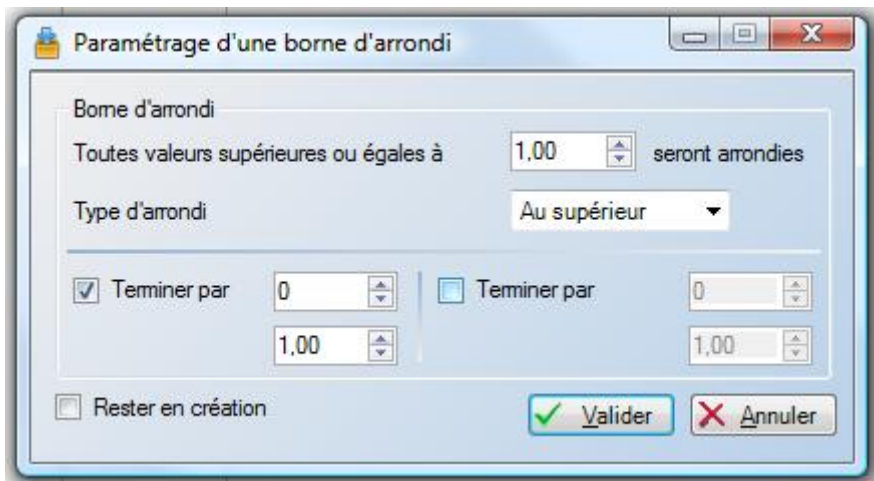 Paramétrage d'une borne d'arrondi
Borne d'arrondi
Toutes valeurs supérieures ou égales à 1,00 seront arrondies
Type d'arrondi Au supérieur
Terminer par 0 Terminer par 0
1,00 1,00
Rester en création Valider Annuler